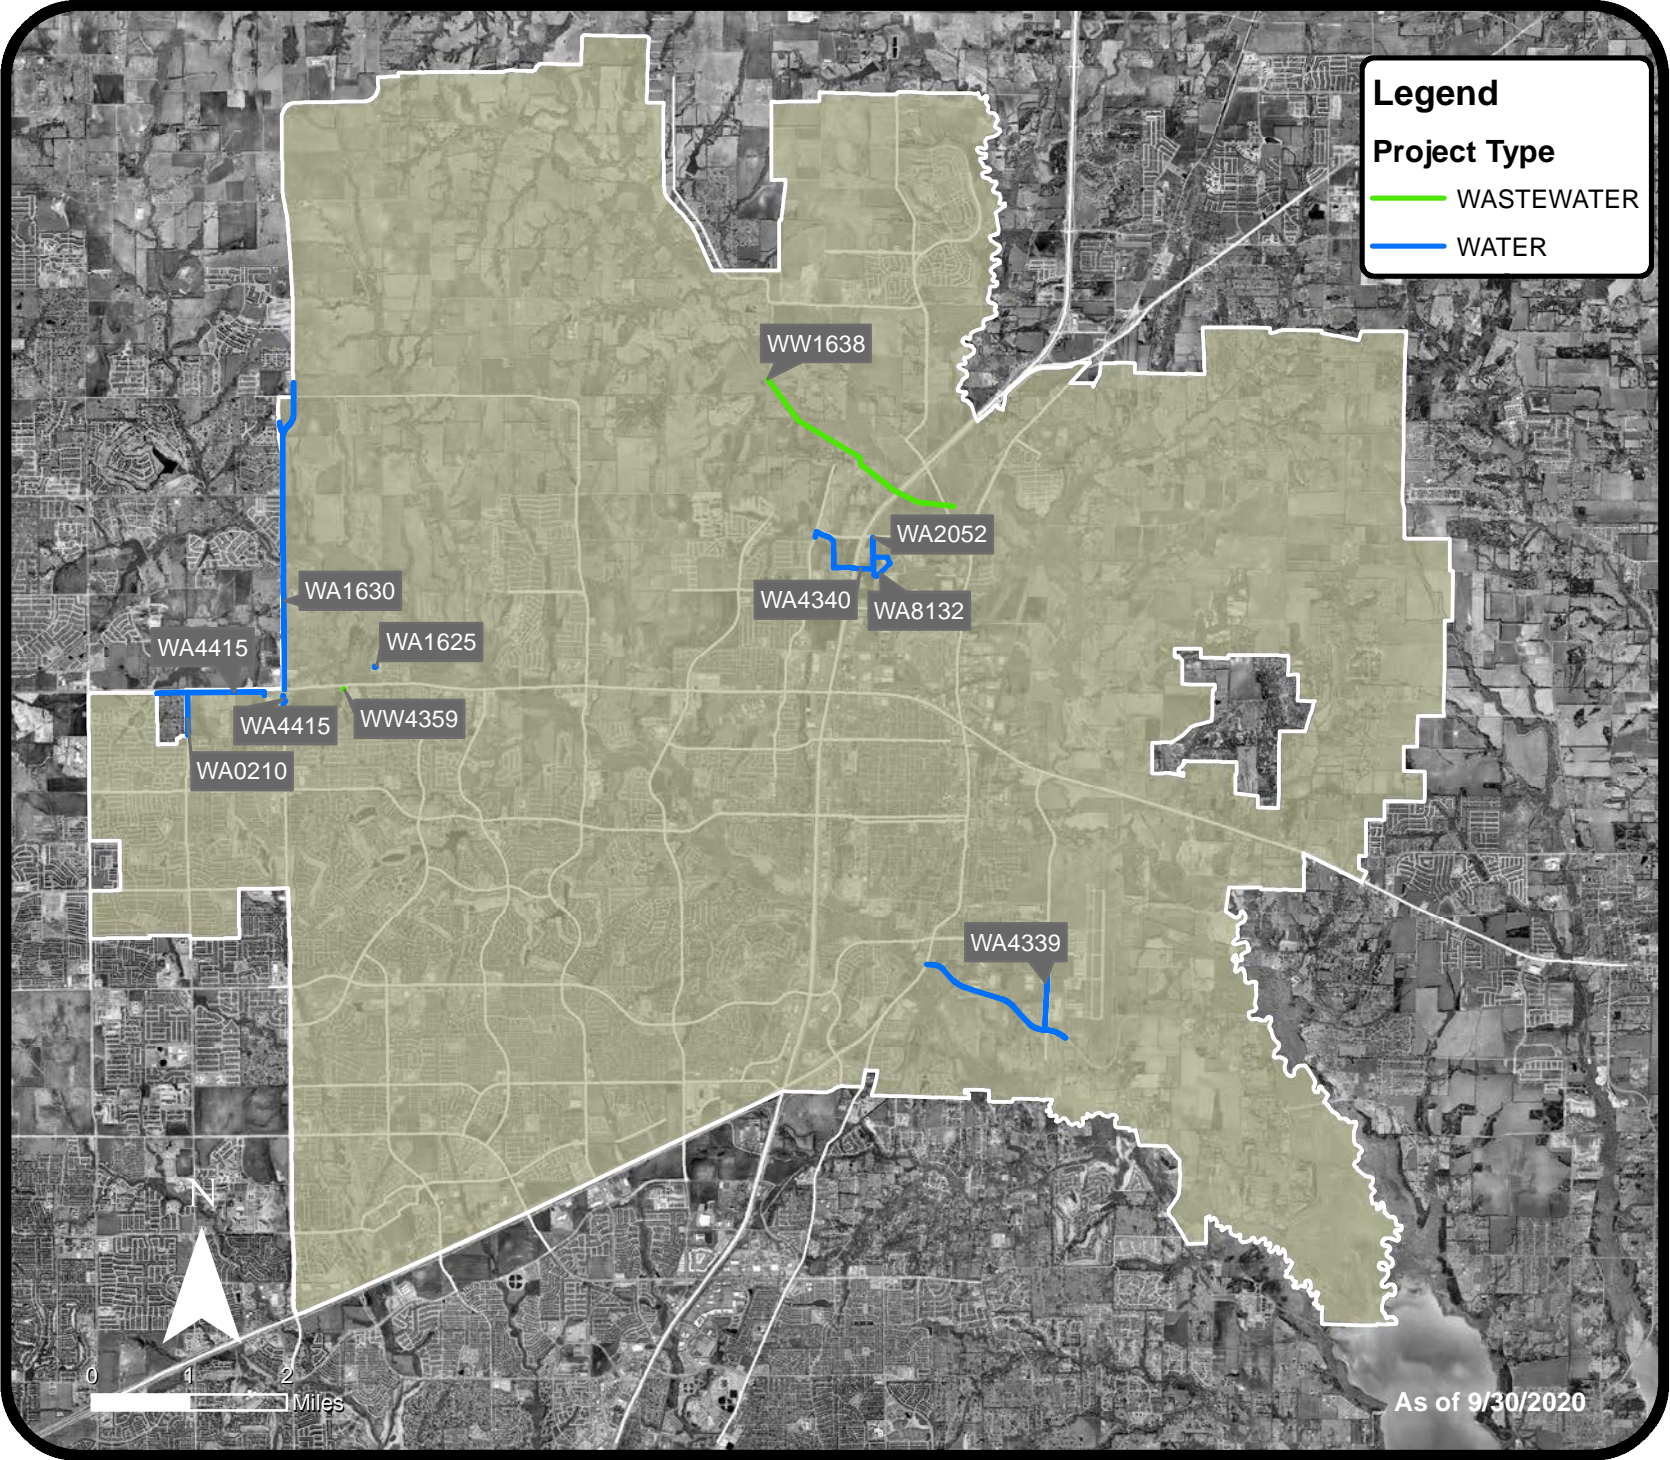 Legend
Project Type
WASTEWATER
WATER
WW1638
WA2052
WA4340
WA8132
WA1630
WA1625
WA4415
WA4415
WW4359
WA0210
WA4339
N
0 1 2
Miles
As of 9/30/2020